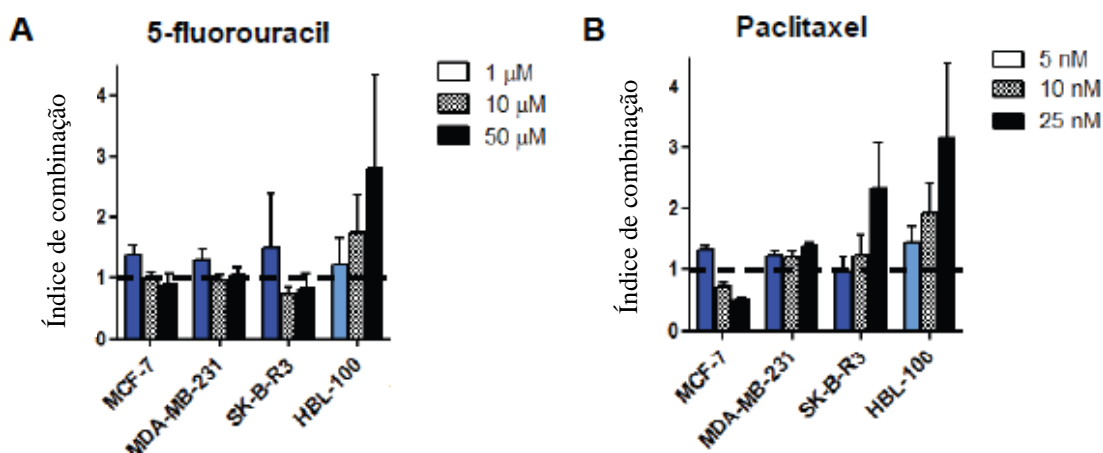 A
5-fluorouracil
1 µM
10 µM
50 µM
Índice de combinação
4
3
2
1
0
MCF-7
MDA-MB-231
SK-B-R3
HBL-100
B
Paclitaxel
5 nM
10 nM
25 nM
Índice de combinação
4
3
2
1
0
MCF-7
MDA-MB-231
SK-B-R3
HBL-100